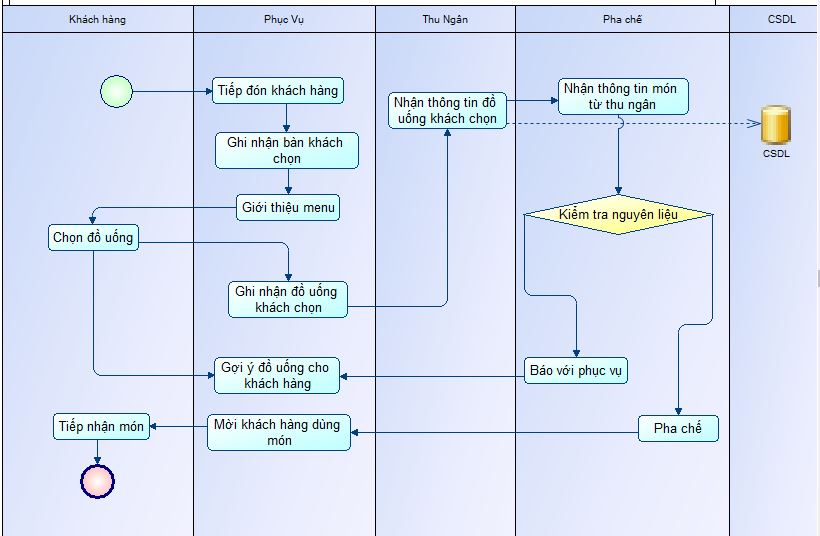 Khách hàng
Phục Vụ
Thu Ngân
Pha chế
CSDL
Tiếp đón khách hàng
Nhận thông tin đồ
uống khách chọn
Nhận thông tin món
từ thu ngân
CSDL
Ghi nhận bàn khách
chọn
Giới thiệu menu
Kiểm tra nguyên liệu
Chọn đồ uống
Ghi nhận đồ uống
khách chọn
Gợi ý đồ uống cho
khách hàng
Báo với phục vụ
Tiếp nhận món
Mời khách hàng dùng
món
Pha chế